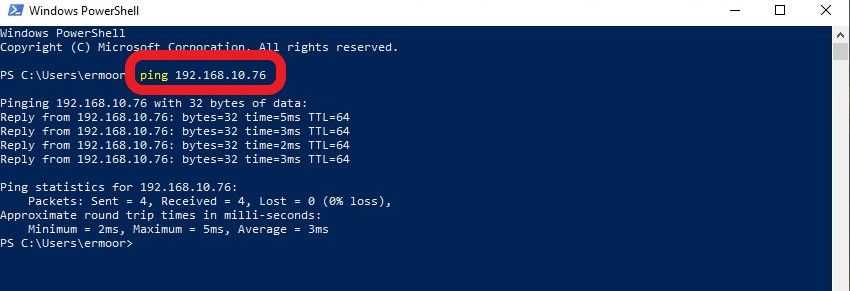 Windows PowerShell
Windows PowerShell
Copyright (C) Microsoft Corporation. All rights reserved.
PS C:\Users\ermoor ping 192.168.10.76
Pinging 192.168.10.76 with 32 bytes of data:
Reply from 192.168.10.76: bytes=32 time=5ms TTL=64
Reply from 192.168.10.76: bytes=32 time=3ms TTL=64
Reply from 192.168.10.76: bytes=32 time=2ms TTL=64
Reply from 192.168.10.76: bytes=32 time=3ms TTL=64
Ping statistics for 192.168.10.76:
Packets: Sent = 4, Received = 4, Lost = 0 (0% loss),
Approximate round trip times in milli-seconds:
Minimum = 2ms, Maximum = 5ms, Average = 3ms
PS C:\Users\ermoor>